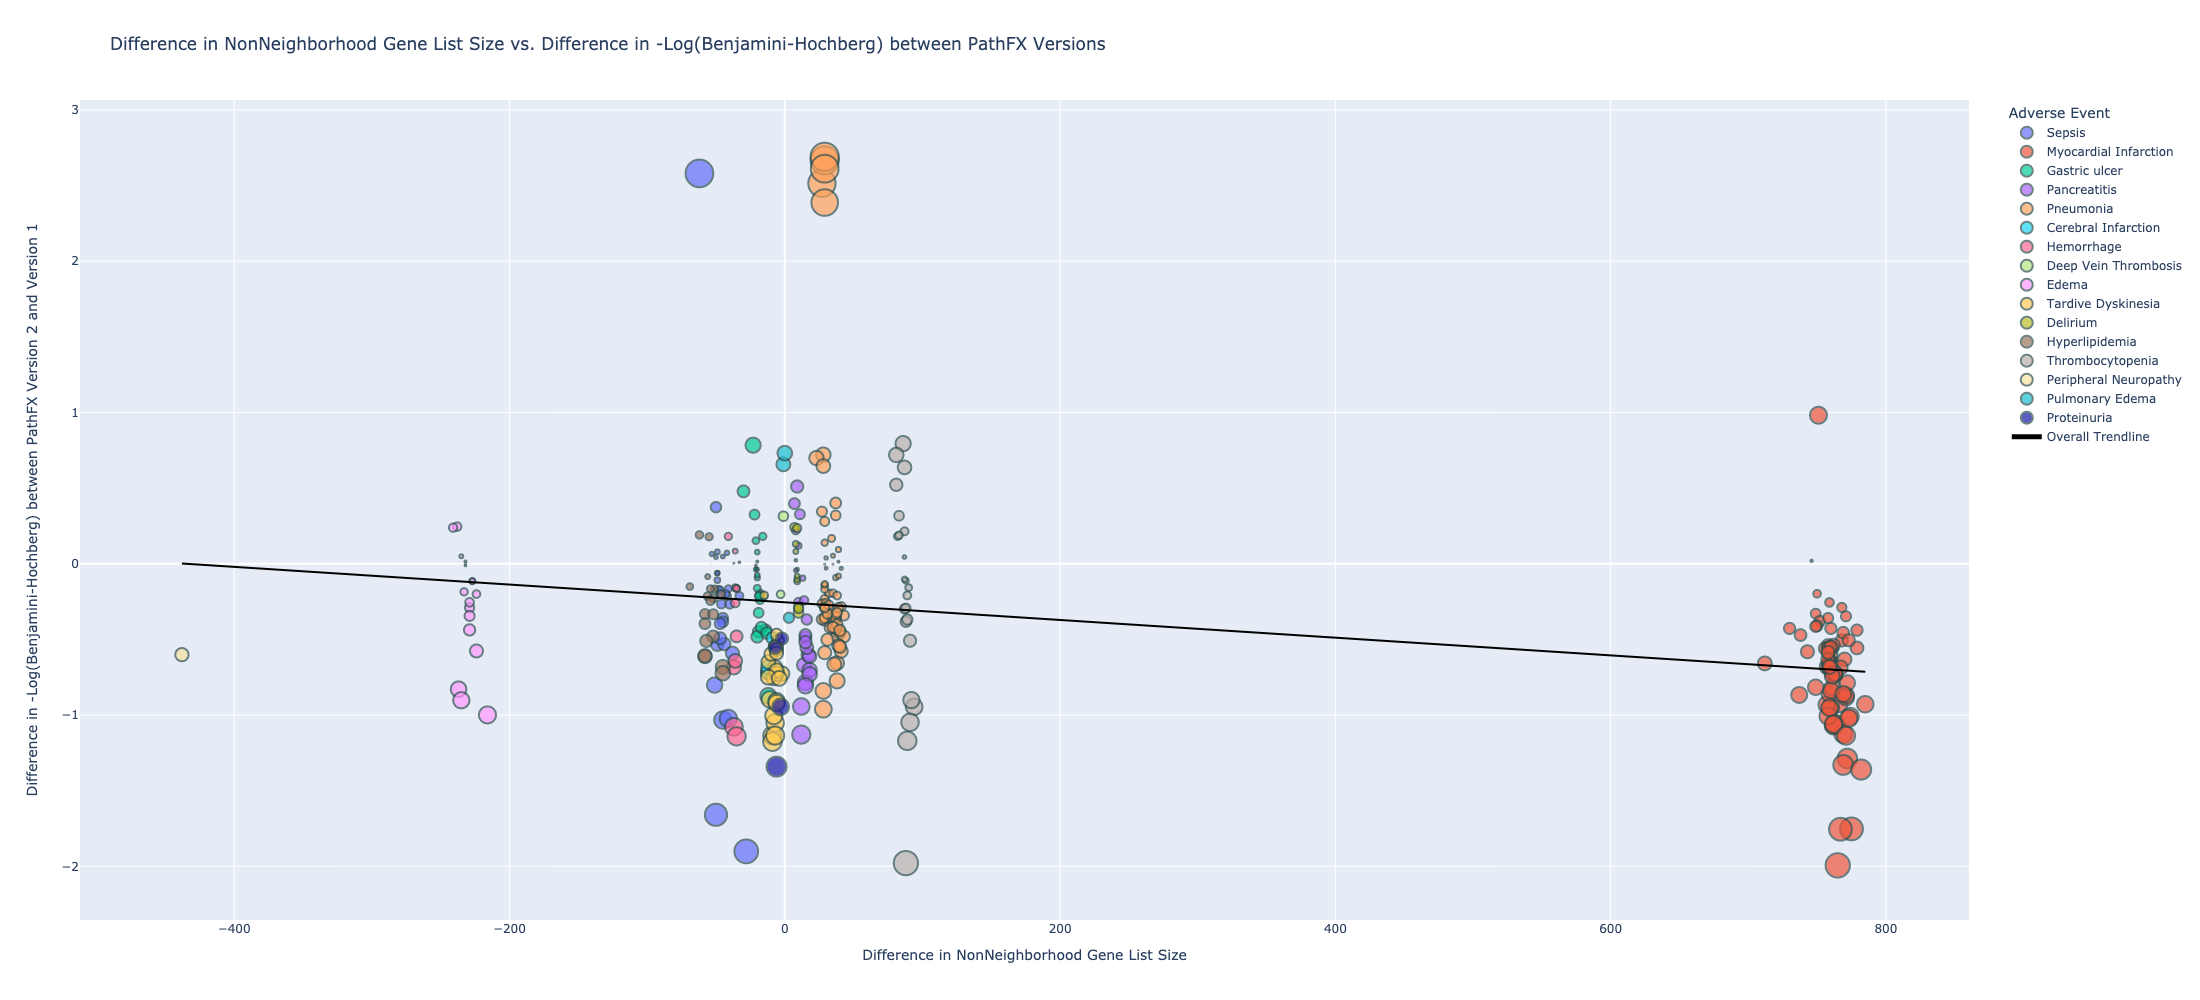 Difference in NonNeighborhood Gene List Size vs. Difference in -Log(Benjamini-Hochberg) between PathFX Versions
Difference in -Log(Benjmamini-Hochberg) between PathFX Version 2 and Version 1
3
2
1
0
−1
−2
−400
−200
0
200
400
600
800
Difference in NonNeighborhood Gene List Size
Adverse Event
Sepsis
Myocardial Infarction
Gastric ulcer
Pancreatitis
Pneumonia
Cerebral Infarction
Hemorrhage
Deep Vein Thrombosis
Edema
Tardive Dyskinesia
Delirium
Hyperlipidemia
Thrombocytopenia
Peripheral Neuropathy
Pulmonary Edema
Proteinuria
Overall Trendline